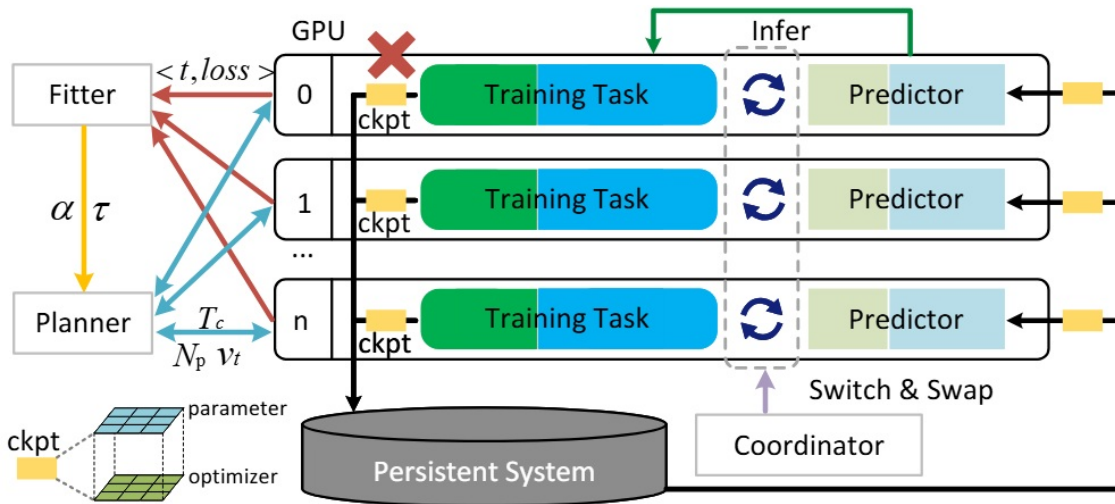 GPU
Infer
< t, loss >
Fitter
0
ckpt
Training Task
Predictor
α τ
1
ckpt
Training Task
Predictor
...
Planner
T_c
N_p v_t
n
ckpt
Training Task
Predictor
Switch & Swap
Coordinator
ckpt
parameter
optimizer
Persistent System